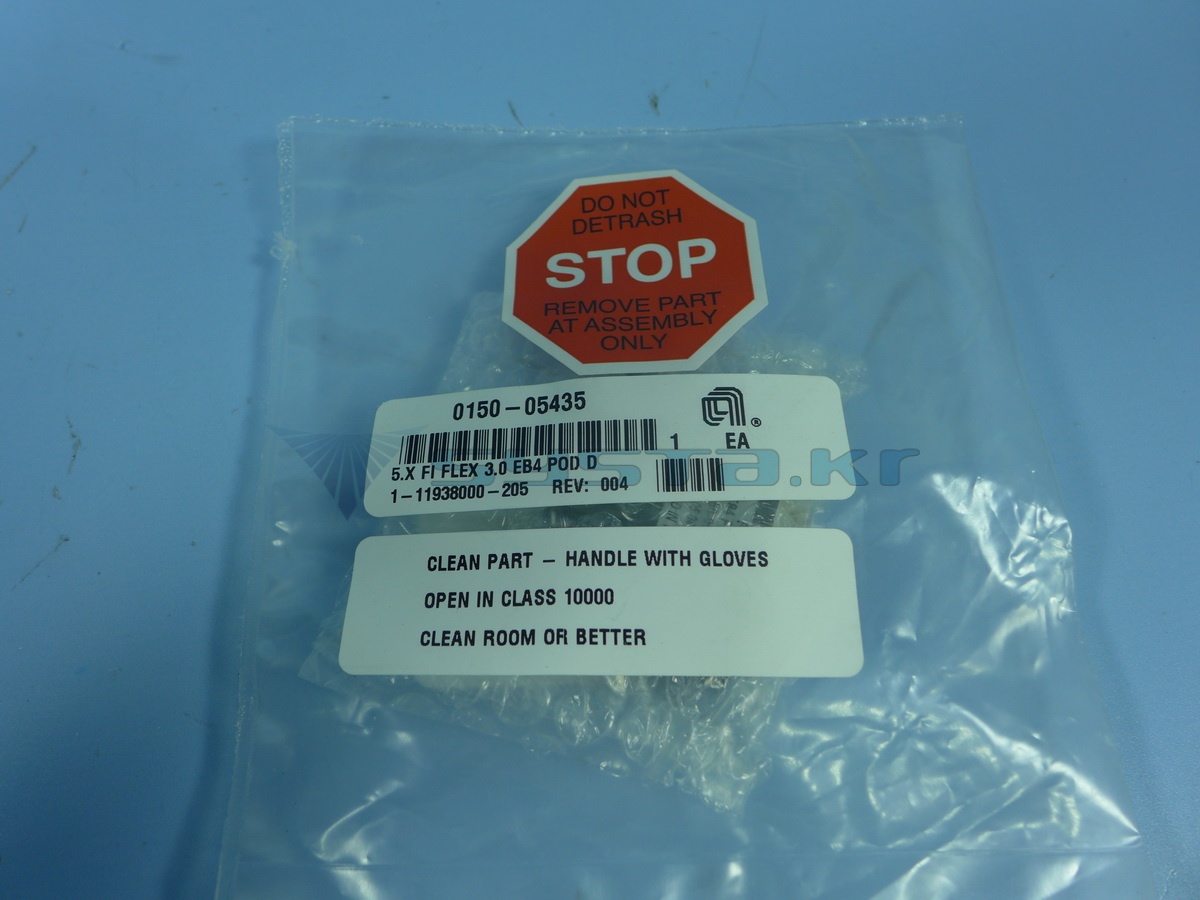 DO NOT
DETRASH
STOP
REMOVE PART
AT ASSEMBLY
ONLY
0150-05435
1 EA
5.X FI FLEX 3.0 EB4 POD D
1-11938000-205 REV: 004
CLEAN PART – HANDLE WITH GLOVES
OPEN IN CLASS 10000
CLEAN ROOM OR BETTER